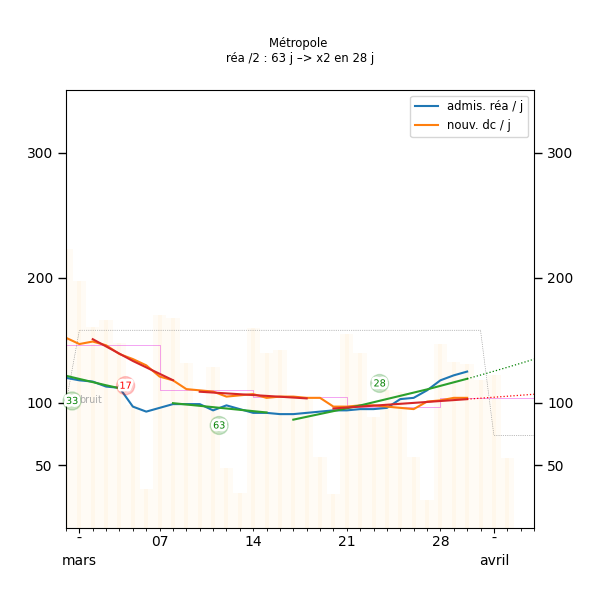 Métropole
réa /2 : 63 j –> x2 en 28 j
admis. réa / j
nouv. dc / j
300
300
200
200
28
17
33
bruit
100
100
63
50
50
-
07
14
21
28
-
mars
avril